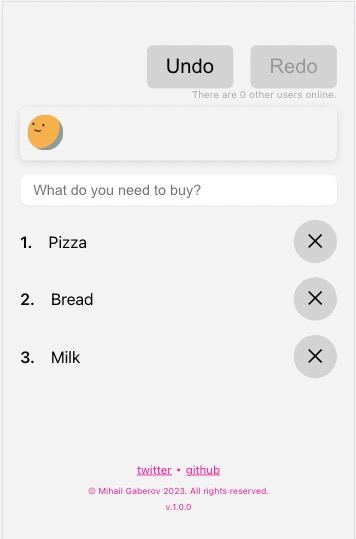 Undo Redo
There are 0 other users online.
What do you need to buy?
1. Pizza
2. Bread
3. Milk
twitter • github
© Mihail Gaberov 2023. All rights reserved.
v.1.0.0